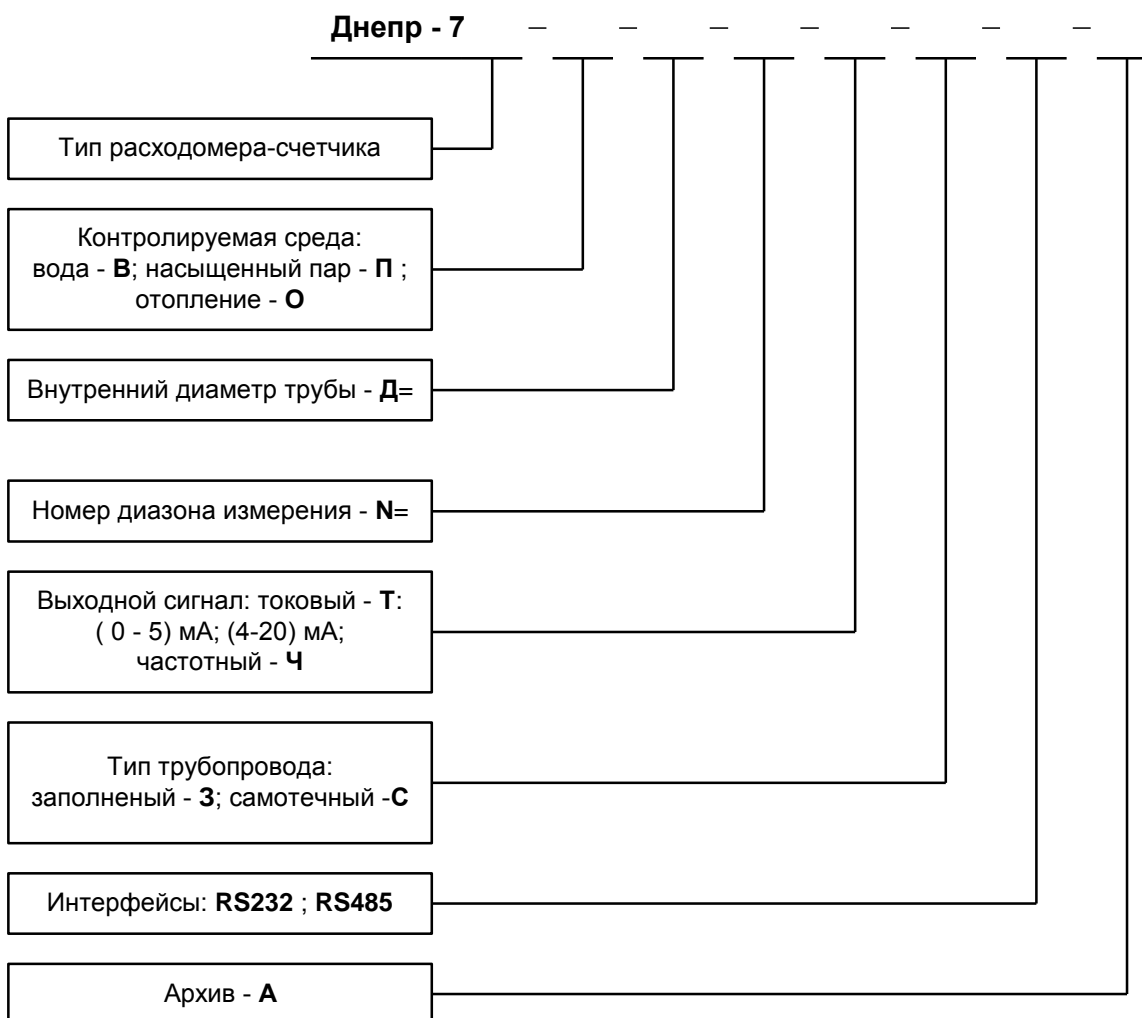 Днепр - 7 – – – – – – –
Тип расходомера-счетчика
Контролируемая среда:
вода - В; насыщенный пар - П ;
отопление - О
Внутренний диаметр трубы - Д=
Номер диазона измерения - N=
Выходной сигнал: токовый - Т:
( 0 - 5) мА; (4-20) мА;
частотный - Ч
Тип трубопровода:
заполненый - З; самотечный -С
Интерфейсы: RS232 ; RS485
Архив - А